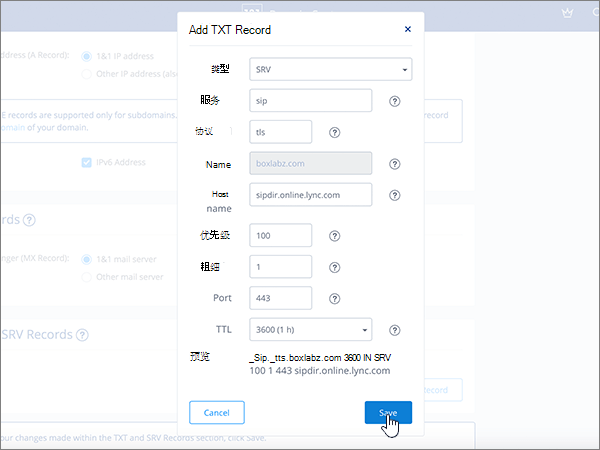 Add TXT Record
×
ddress (A Record):
1&1 IP address
Other IP address (also
类型
SRV
服务
sip
E records are supported only for subdomains.
record
omain of your domain.
协议
tls
IPv6 Address
Name
boxlabz.com
Host
name
sipdir.online.lync.com
rds
优先级
100
nger (MX Record):
1&1 mail server
Other mail server
粗细
1
Port
443
SRV Records
TTL
3600 (1 h)
预览
_Sip._tts.boxlabz.com 3600 IN SRV
100 1 443 sipdir.online.lync.com
ecord
Cancel
Save
our changes made within the TXT and SRV Records section, click Save.